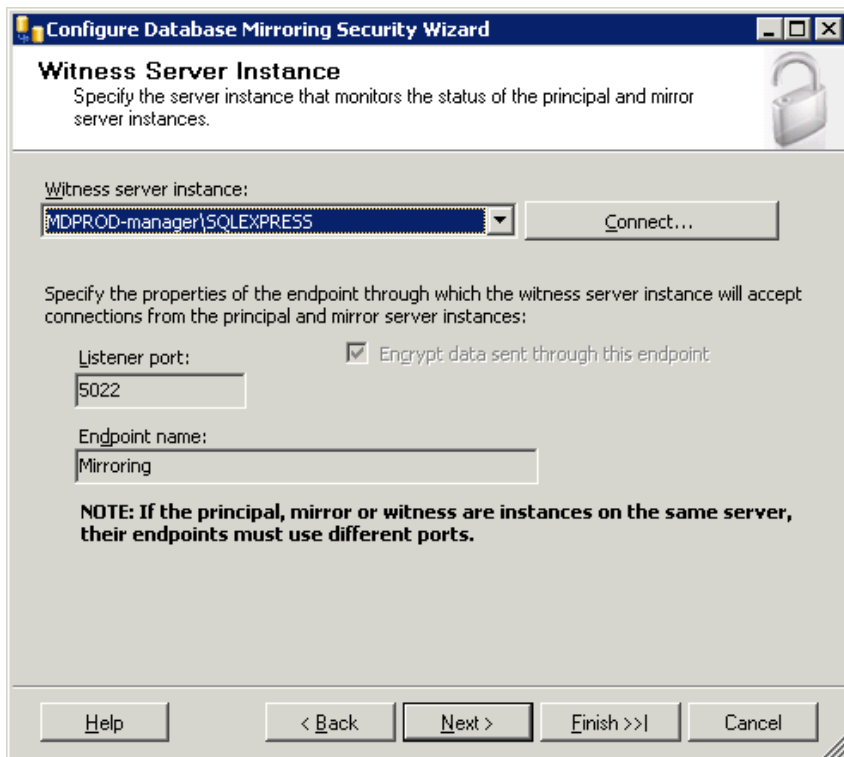 Configure Database Mirroring Security Wizard
Witness Server Instance
Specify the server instance that monitors the status of the principal and mirror
server instances.
Witness server instance:
MDPROD-manager\SQLEXPRESS
Connect...
Specify the properties of the endpoint through which the witness server instance will accept
connections from the principal and mirror server instances:
Listener port:
Encrypt data sent through this endpoint
5022
Endpoint name:
Mirroring
NOTE: If the principal, mirror or witness are instances on the same server,
their endpoints must use different ports.
Help
< Back
Next >
Finish >>|
Cancel